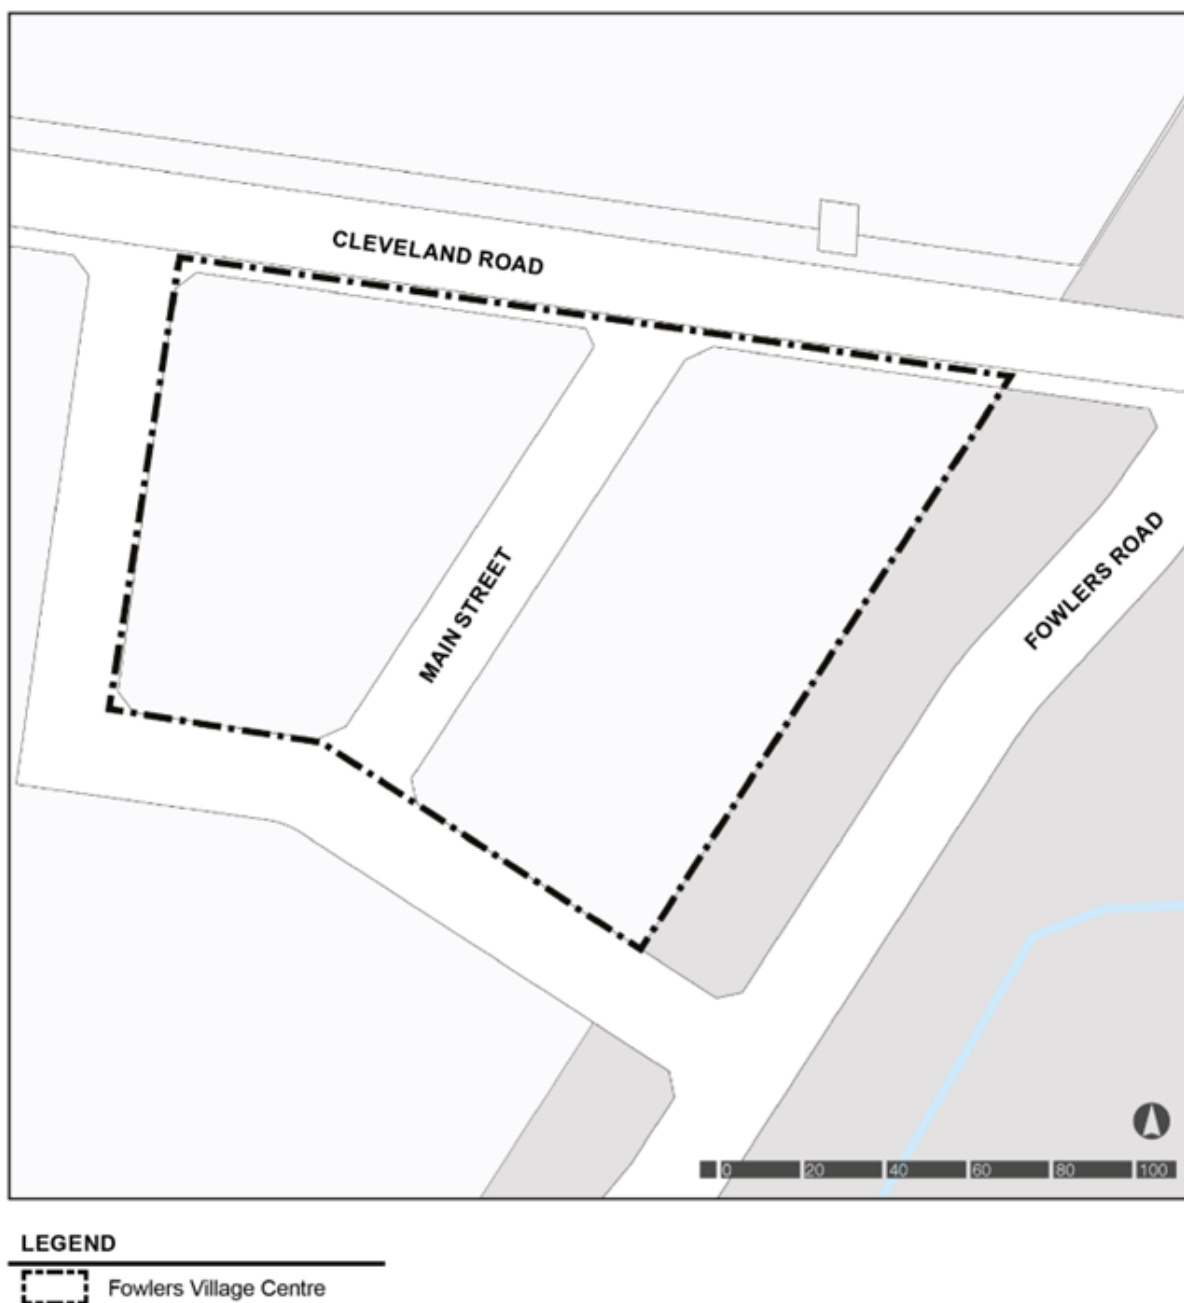 CLEVELAND ROAD
MAIN STREET
FOWLERS ROAD
0 20 40 60 80 100
LEGEND
Fowlers Village Centre